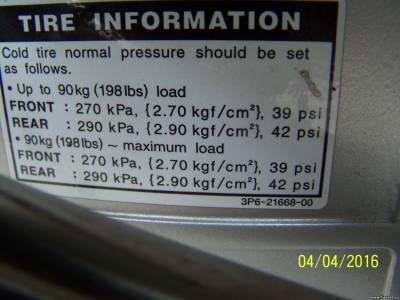 TIRE INFORMATION
Cold tire normal pressure should be set
as follows.
• Up to 90kg (198lbs) load
FRONT : 270 kPa, {2.70 kgf/cm², 39 psi
REAR : 290 kPa, {2.90 kgf/cm², 42 psi
• 90kg (198lbs) ~ maximum load
FRONT : 270 kPa, {2.70 kgf/cm², 39 psi
REAR : 290 kPa, {2.90 kgf/cm², 42 psi
3P6-21668-00
04/04/2016